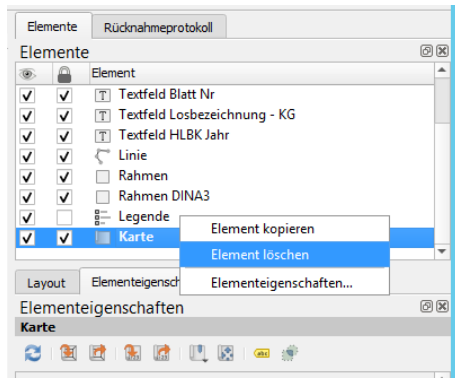 Elemente Rücknahmeprotokoll
Elemente
Element
T Textfeld Blatt Nr
T Textfeld Losbezeichnung - KG
T Textfeld HLBK Jahr
Linie
Rahmen
Rahmen DINA3
Legende
Karte
Element kopieren
Element löschen
Elementeigenschaften...
Layout Elementeigensch
Elementeigenschaften
Karte
abc